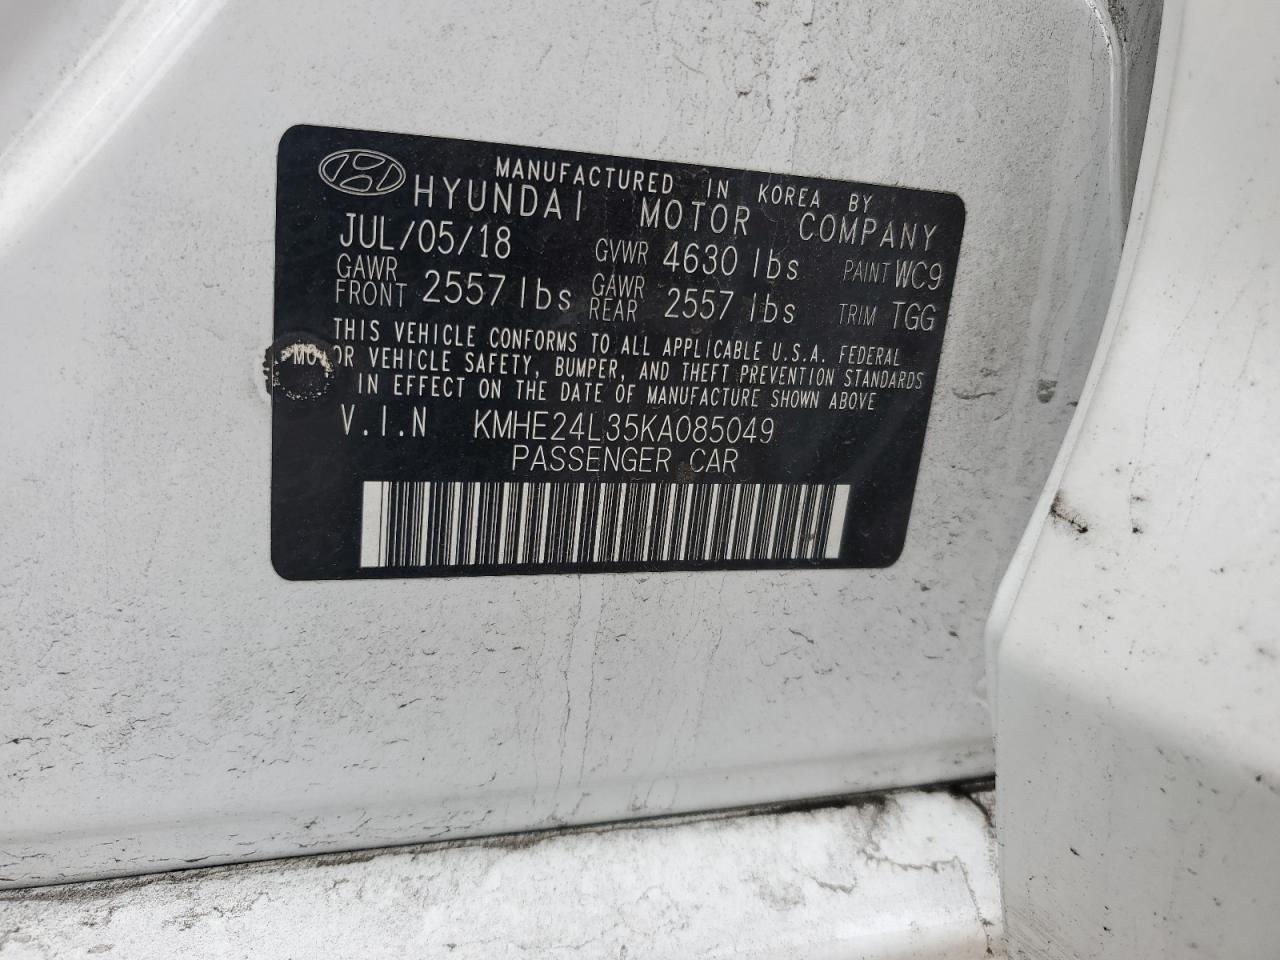 MANUFACTURED IN KOREA BY
HYUNDAI MOTOR COMPANY
JUL/05/18 GVWR 4630 lbs PAINT WC9
GAWR FRONT 2557 lbs GAWR REAR 2557 lbs TRIM TGG
THIS VEHICLE CONFORMS TO ALL APPLICABLE U.S.A. FEDERAL
MOTOR VEHICLE SAFETY, BUMPER, AND THEFT PREVENTION STANDARDS
IN EFFECT ON THE DATE OF MANUFACTURE SHOWN ABOVE
V.I.N KMHE24L35KA085049
PASSENGER CAR